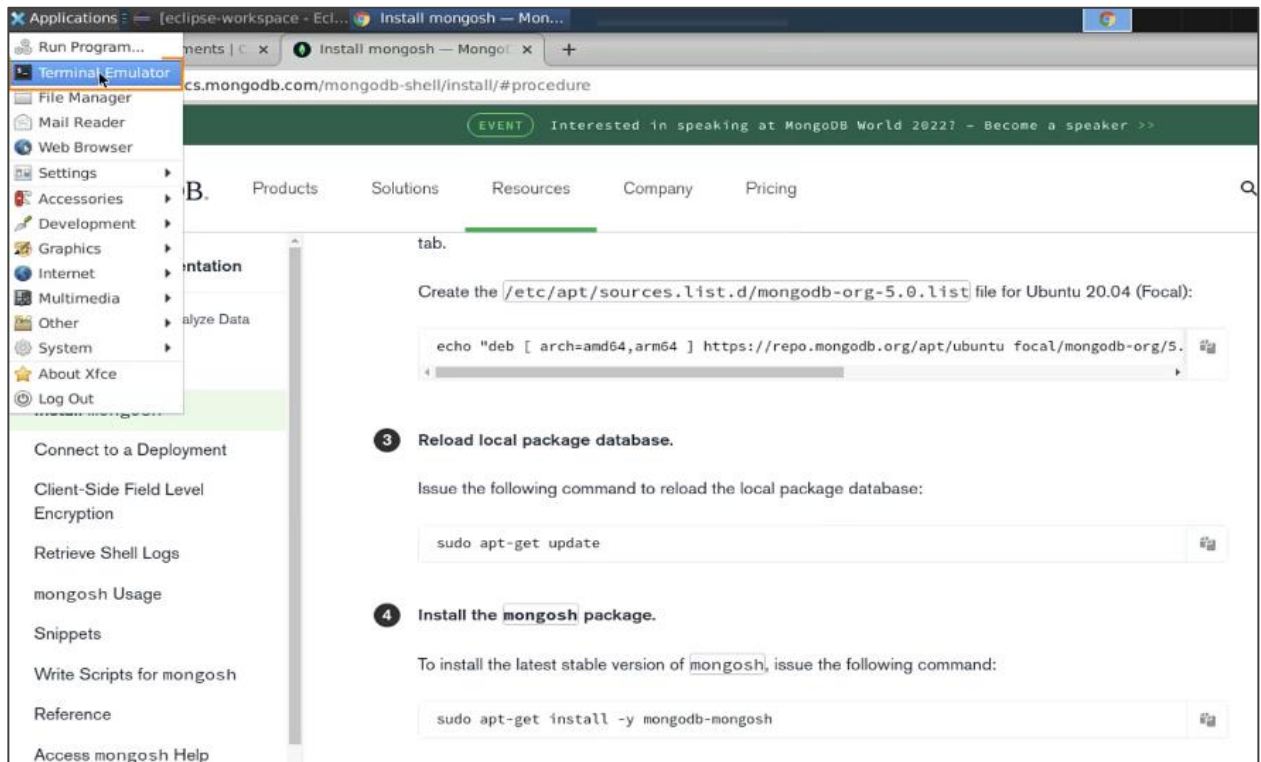 Applications [eclipse-workspace - Ecl... Install mongosh — Mon...
Run Program... ments | C x Install mongosh — Mongo x +
Terminal Emulator
cs.mongodb.com/mongodb-shell/install/#procedure
File Manager
Mail Reader
EVENT Interested in speaking at MongoDB World 2022? – Become a speaker >>
Web Browser
Settings
B. Products Solutions Resources Company Pricing
Accessories
Development
Graphics
tab.
Internet
entation
Multimedia
Create the /etc/apt/sources.list.d/mongodb-org-5.0.list file for Ubuntu 20.04 (Focal):
Other
alyze Data
System
echo "deb [ arch=amd64,arm64 ] https://repo.mongodb.org/apt/ubuntu focal/mongodb-org/5.
About Xfce
Log Out
Connect to a Deployment
3 Reload local package database.
Client-Side Field Level
Encryption
Issue the following command to reload the local package database:
Retrieve Shell Logs
sudo apt-get update
mongosh Usage
4 Install the mongosh package.
Snippets
Write Scripts for mongosh
To install the latest stable version of mongosh, issue the following command:
Reference
sudo apt-get install -y mongodb-mongosh
Access mongosh Help